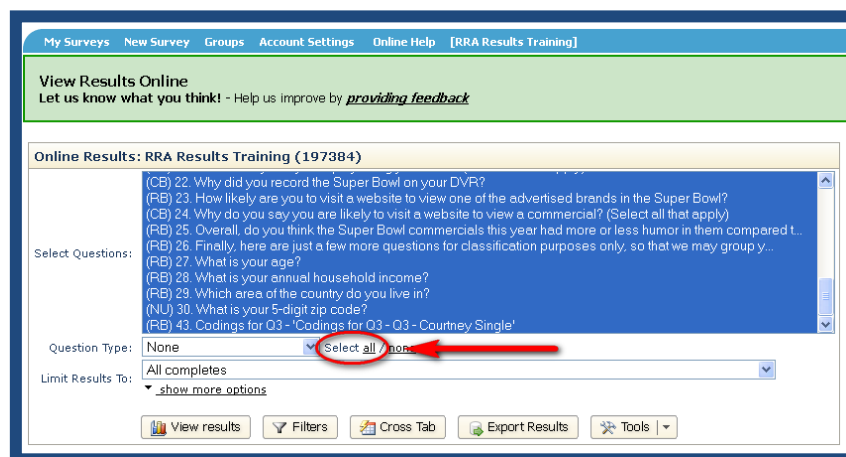 My Surveys New Survey Groups Account Settings Online Help [RRA Results Training]
View Results Online
Let us know what you think! - Help us improve by providing feedback
Online Results: RRA Results Training (197384)
Select Questions:
(CB) 22. Why did you record the Super Bowl on your DVR?
(RB) 23. How likely are you to visit a website to view one of the advertised brands in the Super Bowl?
(CB) 24. Why do you say you are likely to visit a website to view a commercial? (Select all that apply)
(RB) 25. Overall, do you think the Super Bowl commercials this year had more or less humor in them compared t...
(RB) 26. Finally, here are just a few more questions for classification purposes only, so that we may group y...
(RB) 27. What is your age?
(RB) 28. What is your annual household income?
(RB) 29. Which area of the country do you live in?
(NU) 30. What is your 5-digit zip code?
(RB) 43. Codings for Q3 - 'Codings for Q3 - Q3 - Courtney Single'
Question Type: None Select all / none
Limit Results To: All completes
show more options
View results Filters Cross Tab Export Results Tools